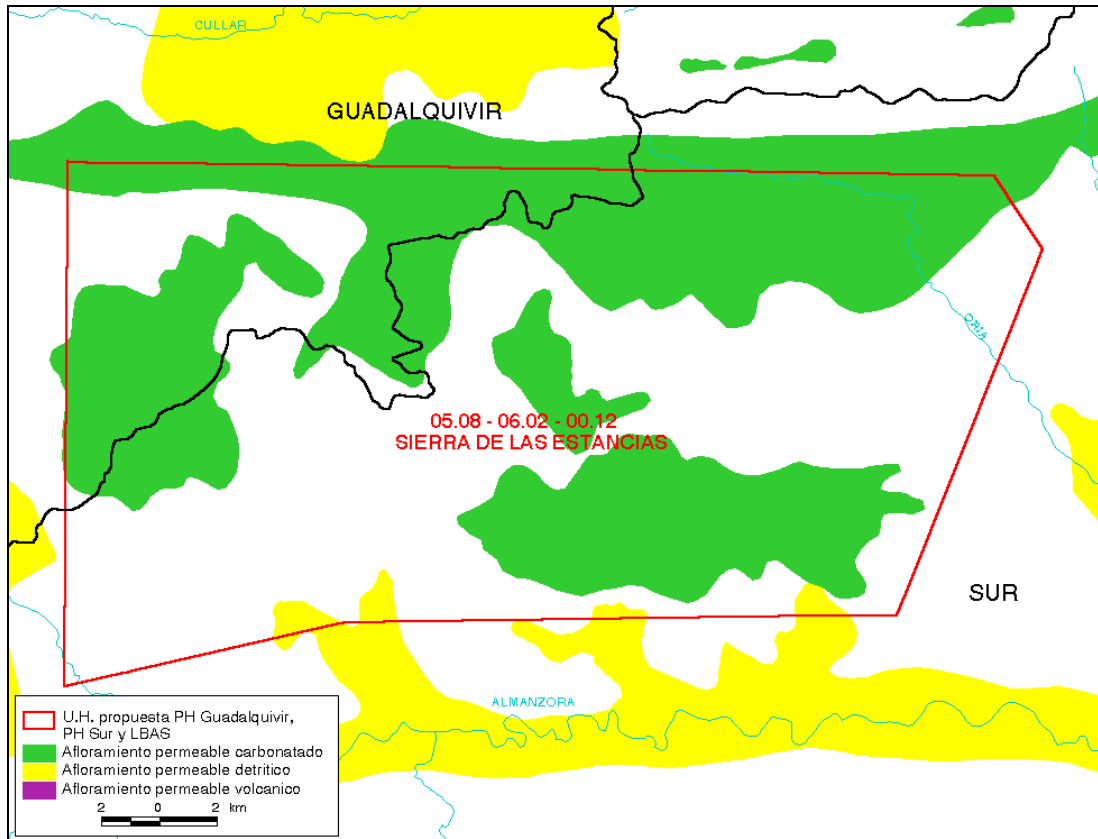 CULLAR
GUADALQUIVIR
ORIA
05.08 - 06.02 - 00.12
SIERRA DE LAS ESTANCIAS
SUR
ALMANZORA
U.H. propuesta PH Guadalquivir,
PH Sur y LBAS
Afloramiento permeable carbonatado
Afloramiento permeable detritico
Afloramiento permeable volcanico
2 0 2 km